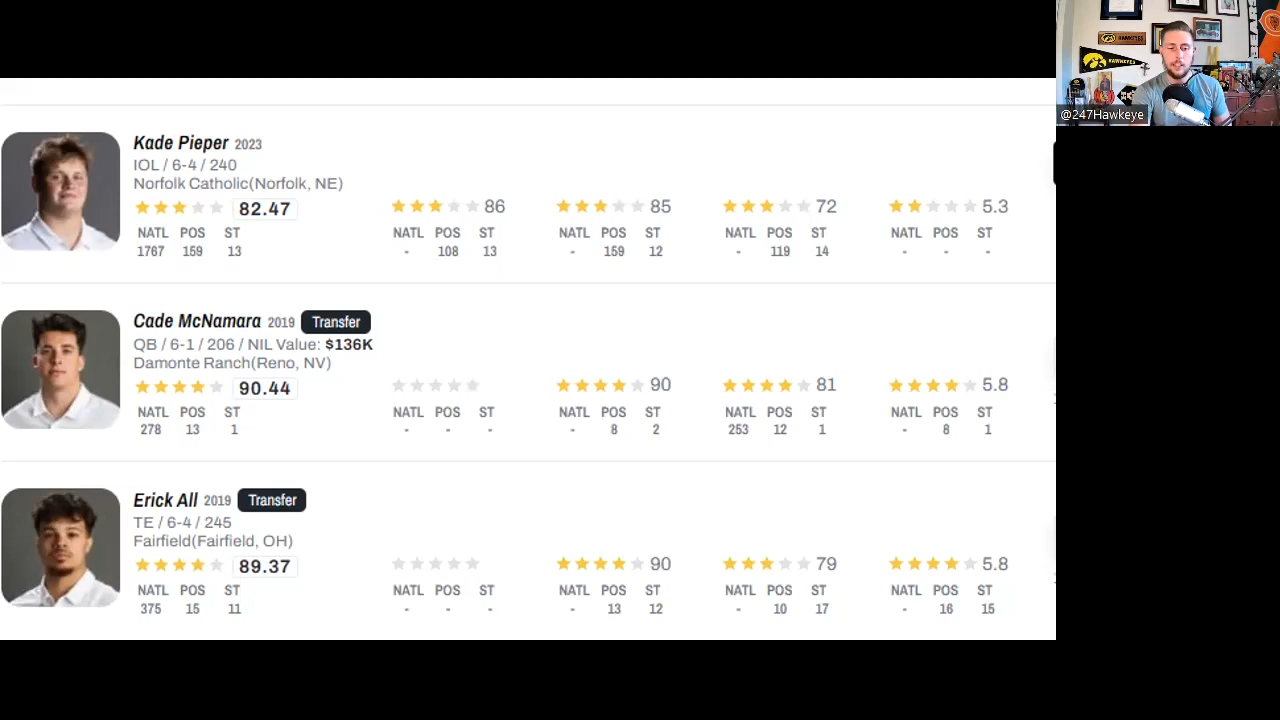 HAWKEYES
HAWKEYES
@247Hawkeye
Kade Pieper 2023
IOL / 6-4 / 240
Norfolk Catholic(Norfolk, NE)
82.47 86 85 72 5.3
NATL POS ST NATL POS ST NATL POS ST NATL POS ST NATL POS ST
1767 159 13 - 108 13 - 159 12 - 119 14 - - -
Cade McNamara 2019 Transfer
QB / 6-1 / 206 / NIL Value: $136K
Damonte Ranch(Reno, NV)
90.44 90 81 5.8
NATL POS ST NATL POS ST NATL POS ST NATL POS ST NATL POS ST
278 13 1 - - - - 8 2 253 12 1 - 8 1
Erick All 2019 Transfer
TE / 6-4 / 245
Fairfield(Fairfield, OH)
89.37 90 79 5.8
NATL POS ST NATL POS ST NATL POS ST NATL POS ST NATL POS ST
375 15 11 - - - - 13 12 - 10 17 - 16 15